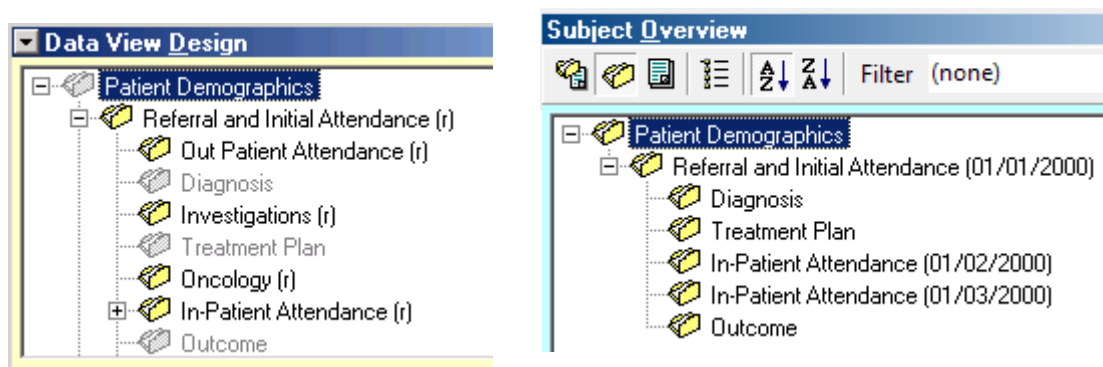 Data View Design
Patient Demographics
Referral and Initial Attendance (r)
Out Patient Attendance (r)
Diagnosis
Investigations (r)
Treatment Plan
Oncology (r)
In-Patient Attendance (r)
Outcome
Subject Overview
A Z Z A Filter (none)
Patient Demographics
Referral and Initial Attendance (01/01/2000)
Diagnosis
Treatment Plan
In-Patient Attendance (01/02/2000)
In-Patient Attendance (01/03/2000)
Outcome